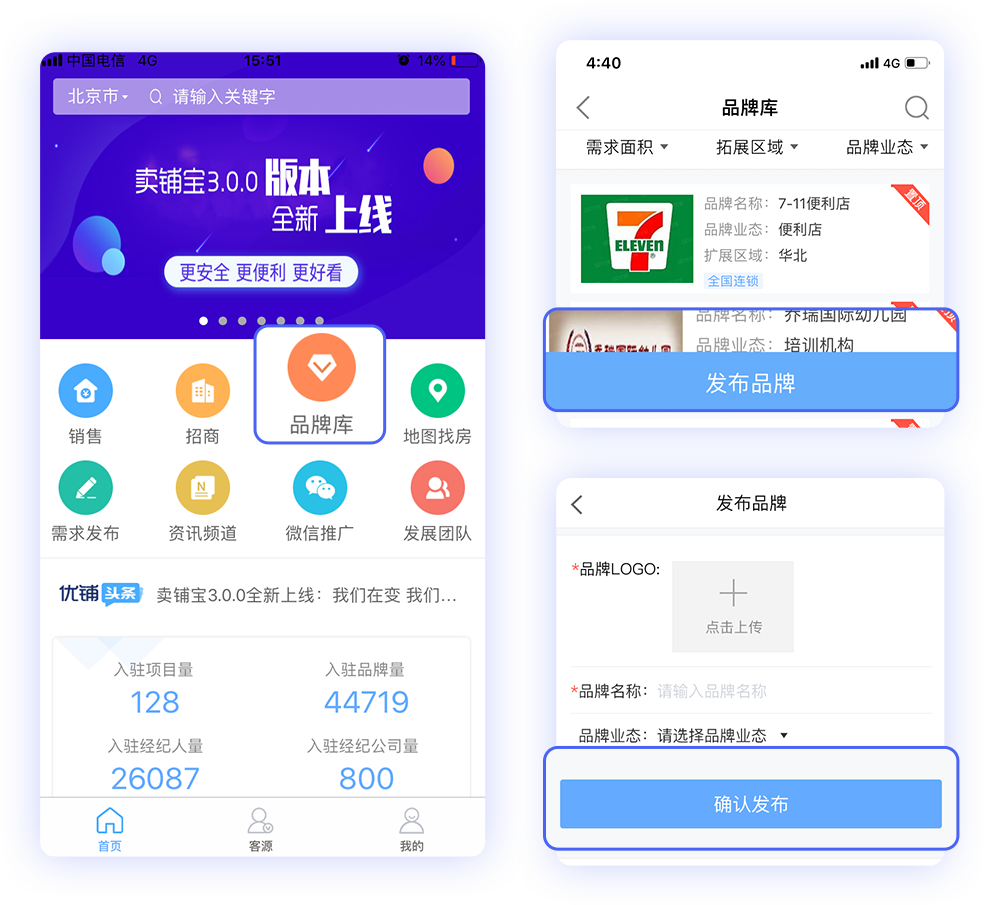 中国电信 4G 15:51 14%
北京市 请输入关键字
卖铺宝3.0.0 版本
全新 上线
更安全 更便利 更好看
销售 招商 品牌库 地图找房
需求发布 资讯频道 微信推广 发展团队
优铺 头条 卖铺宝3.0.0全新上线：我们在变 我们...
入驻项目量 入驻品牌量
128 44719
入驻经纪人量 入驻经纪公司量
26087 800
首页 客源 我的
4:40 4G
品牌库
需求面积 拓展区域 品牌业态
7
ELEVEN
品牌名称： 7-11便利店
品牌业态： 便利店
扩展区域： 华北
全国连锁
置顶
品牌名称： 乔瑞国际幼儿园
品牌业态： 培训机构
发布品牌
发布品牌
*品牌LOGO:
点击上传
*品牌名称： 请输入品牌名称
品牌业态： 请选择品牌业态
确认发布